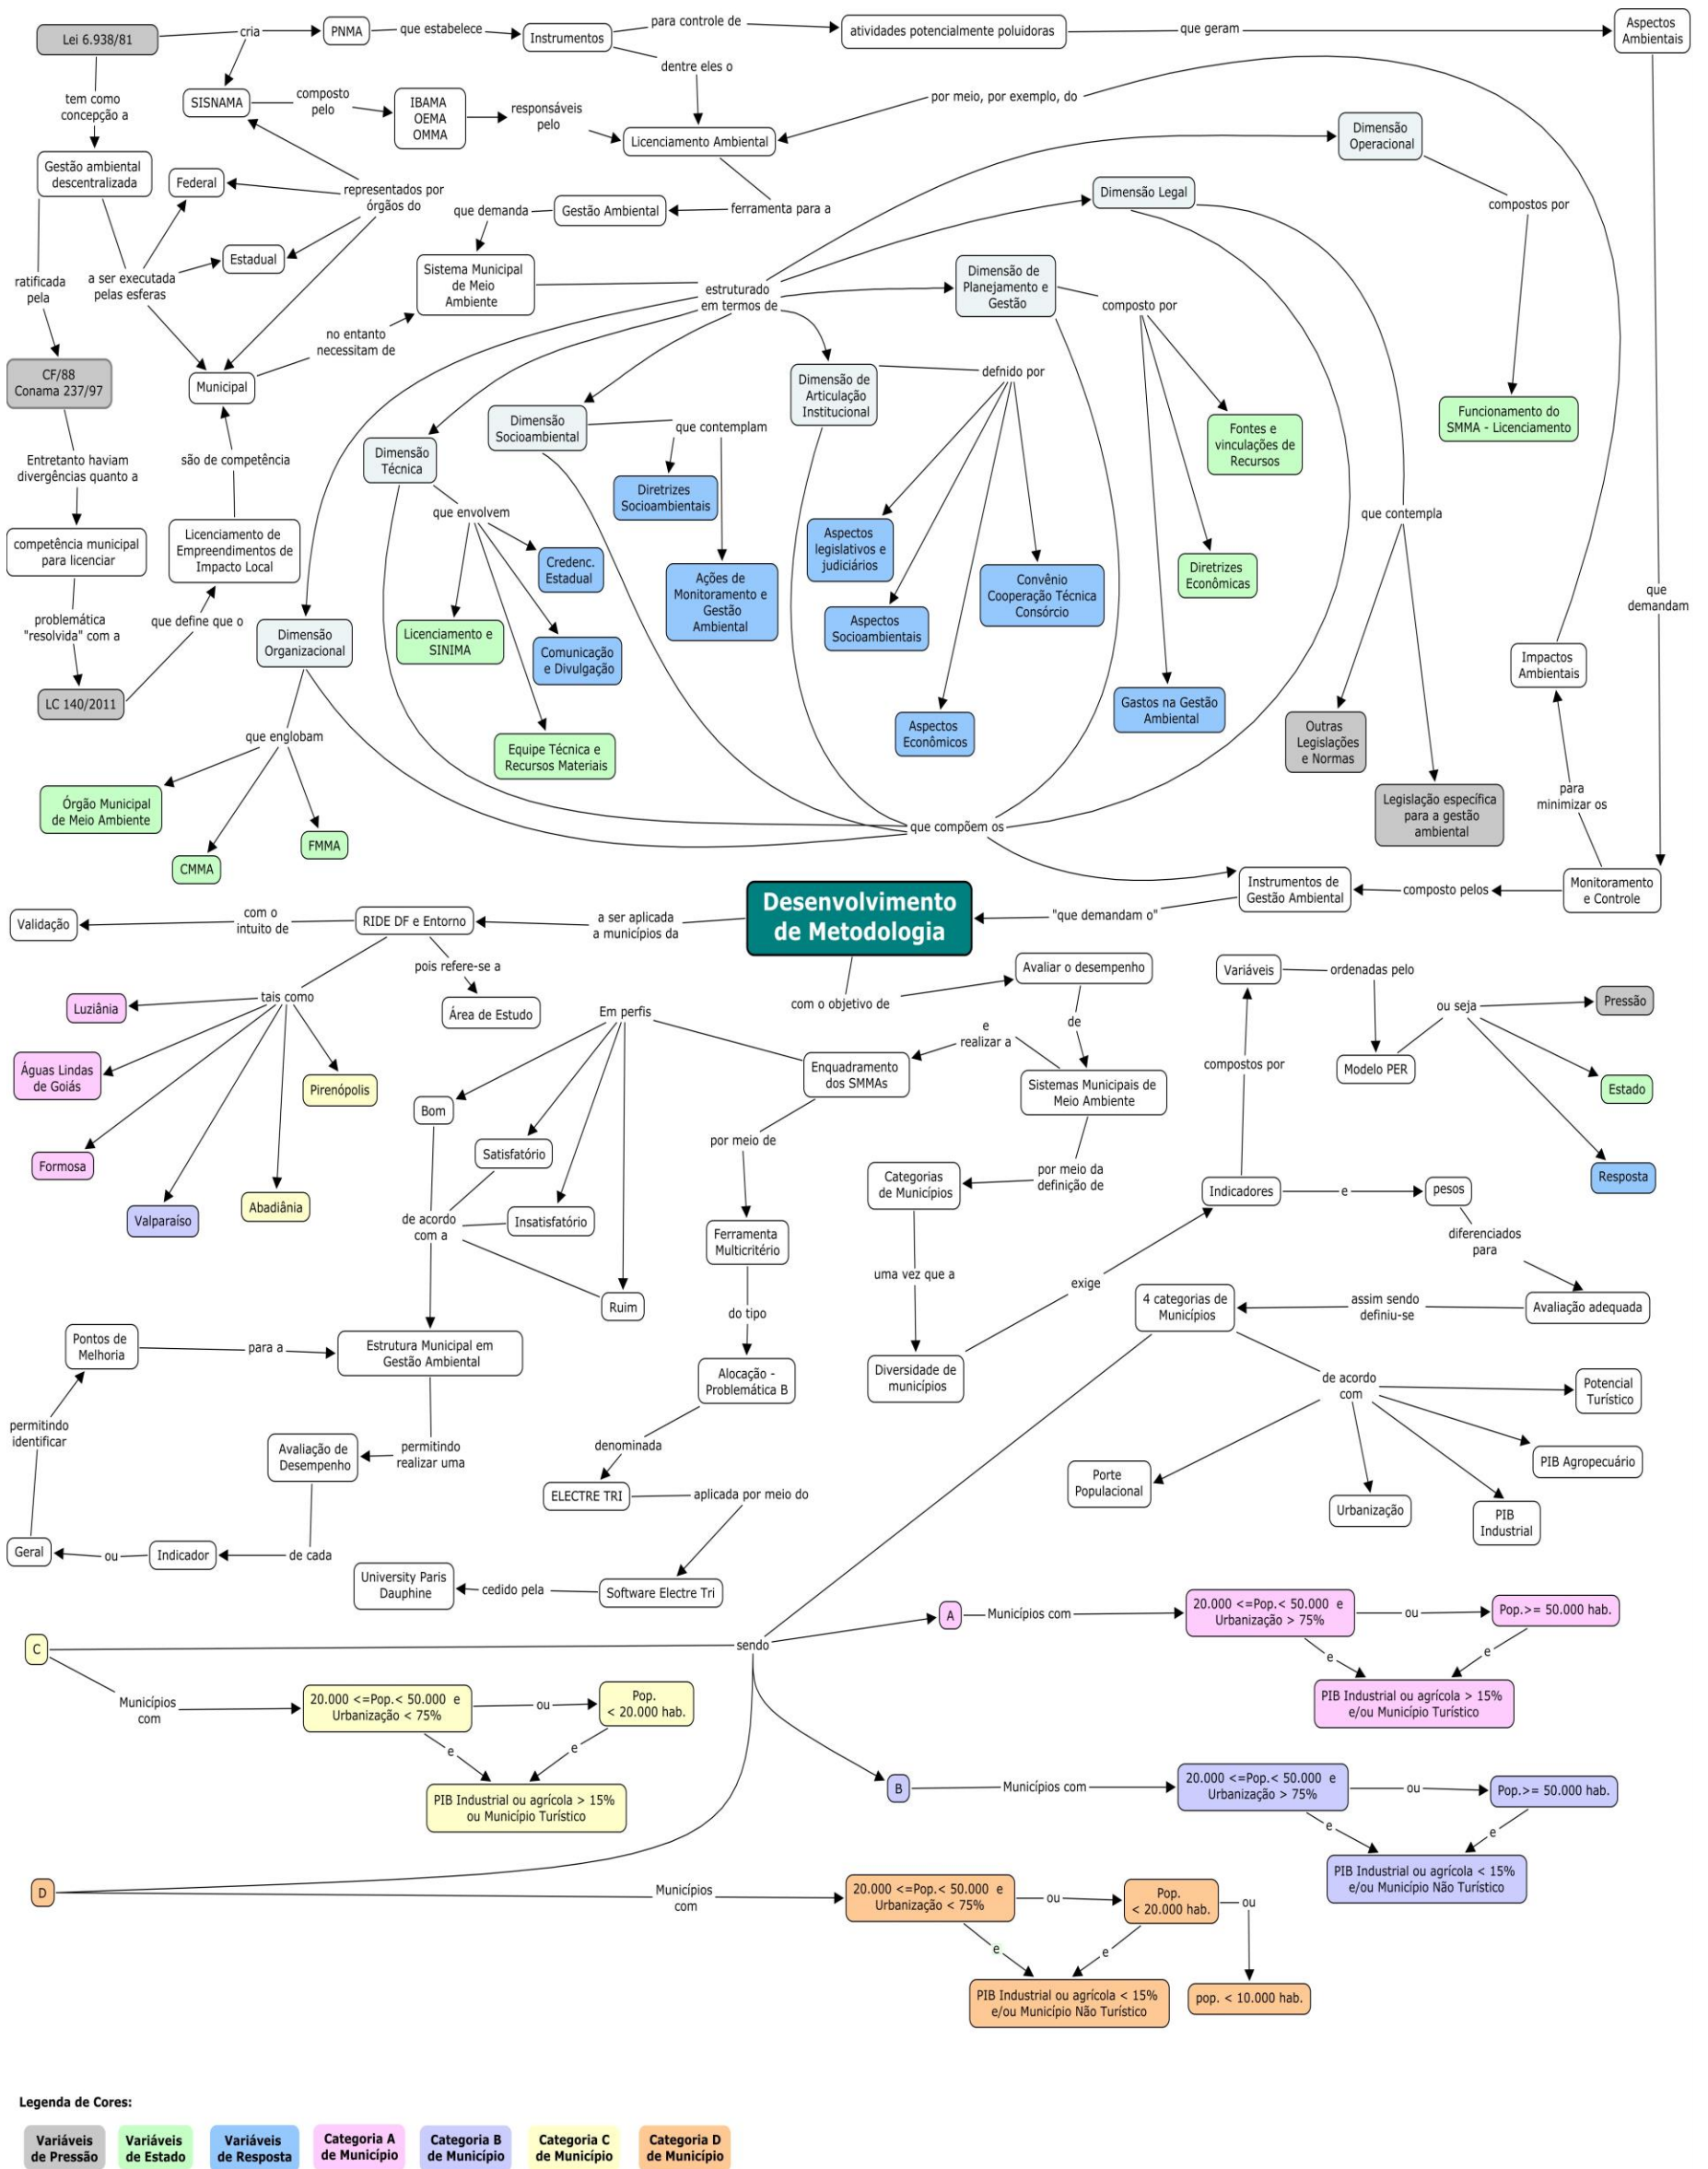 Lei 6.938/81
cria
PNMA
que estabelece
Instrumentos
para controle de
atividades potencialmente poluidoras
que geram
Aspectos
Ambientais
dentre eles o
tem como
concepção a
SISNAMA
composto
pelo
IBAMA
OEMA
OMMA
responsáveis
pelo
Licenciamento Ambiental
por meio, por exemplo, do
Dimensão
Operacional
Gestão ambiental
descentralizada
Federal
representados por
órgãos do
que demanda
Gestão Ambiental
ferramenta para a
Dimensão Legal
compostos por
Estadual
a ser executada
pelas esferas
ratificada
pela
Sistema Municipal
de Meio
Ambiente
estruturado
em termos de
Dimensão de
Planejamento e
Gestão
composto por
no entanto
necessitam de
CF/88
Conama 237/97
Municipal
Dimensão de
Articulação
Institucional
defnido por
Dimensão
Socioambiental
que contemplam
Dimensão
Técnica
Fontes e
vinculações de
Recursos
Funcionamento do
SMMA - Licenciamento
Entretanto haviam
divergências quanto a
são de competência
Diretrizes
Socioambientais
que envolvem
que contempla
competência municipal
para licenciar
Licenciamento de
Empreendimentos de
Impacto Local
Credenc.
Estadual
Aspectos
legislativos e
judiciários
Ações de
Monitoramento e
Gestão
Ambiental
Convênio
Cooperação Técnica
Consórcio
Diretrizes
Econômicas
que
demandam
problemática
"resolvida" com a
que define que o
Dimensão
Organizacional
Licenciamento e
SINIMA
Comunicação
e Divulgação
Aspectos
Socioambientais
Impactos
Ambientais
LC 140/2011
Gastos na Gestão
Ambiental
Aspectos
Econômicos
Outras
Legislações
e Normas
que englobam
Equipe Técnica e
Recursos Materiais
Órgão Municipal
de Meio Ambiente
FMMA
CMMA
que compõem os
Legislação específica
para a gestão
ambiental
para
minimizar os
Instrumentos de
Gestão Ambiental
composto pelos
Monitoramento
e Controle
Desenvolvimento
de Metodologia
"que demandam o"
Validação
com o
intuito de
RIDE DF e Entorno
a ser aplicada
a municípios da
pois refere-se a
Área de Estudo
tais como
Luziânia
Águas Lindas
de Goiás
Pirenópolis
Formosa
Valparaíso
Abadiânia
com o objetivo de
Avaliar o desempenho
de
e
realizar a
Em perfis
Enquadramento
dos SMMAs
Sistemas Municipais de
Meio Ambiente
Variáveis
ordenadas pelo
ou seja
Pressão
compostos por
Modelo PER
Estado
Resposta
Bom
Satisfatório
Insatisfatório
Ruim
por meio de
por meio da
definição de
Categorias
de Municípios
Indicadores
e
pesos
de acordo
com a
Ferramenta
Multicritério
diferenciados
para
uma vez que a
exige
do tipo
4 categorias de
Municípios
assim sendo
definiu-se
Avaliação adequada
Pontos de
Melhoria
para a
Estrutura Municipal em
Gestão Ambiental
Alocação -
Problemática B
Diversidade de
municípios
de acordo
com
Potencial
Turístico
permitindo
identificar
Avaliação de
Desempenho
permitindo
realizar uma
denominada
PIB Agropecuário
Porte
Populacional
Urbanização
PIB
Industrial
ELECTRE TRI
aplicada por meio do
Geral
ou
Indicador
de cada
University Paris
Dauphine
cedido pela
Software Electre Tri
A
Municípios com
20.000 <=Pop.< 50.000 e
Urbanização > 75%
ou
Pop.>= 50.000 hab.
e
e
PIB Industrial ou agrícola > 15%
e/ou Município Turístico
C
sendo
Municípios
com
20.000 <=Pop.< 50.000 e
Urbanização < 75%
ou
Pop.
< 20.000 hab.
e
e
PIB Industrial ou agrícola > 15%
ou Município Turístico
B
Municípios com
20.000 <=Pop.< 50.000 e
Urbanização > 75%
ou
Pop.>= 50.000 hab.
e
e
PIB Industrial ou agrícola < 15%
e/ou Município Não Turístico
D
Municípios
com
20.000 <=Pop.< 50.000 e
Urbanização < 75%
ou
Pop.
< 20.000 hab.
ou
e
e
PIB Industrial ou agrícola < 15%
e/ou Município Não Turístico
pop. < 10.000 hab.
Legenda de Cores:
Variáveis
de Pressão
Variáveis
de Estado
Variáveis
de Resposta
Categoria A
de Município
Categoria B
de Município
Categoria C
de Município
Categoria D
de Município